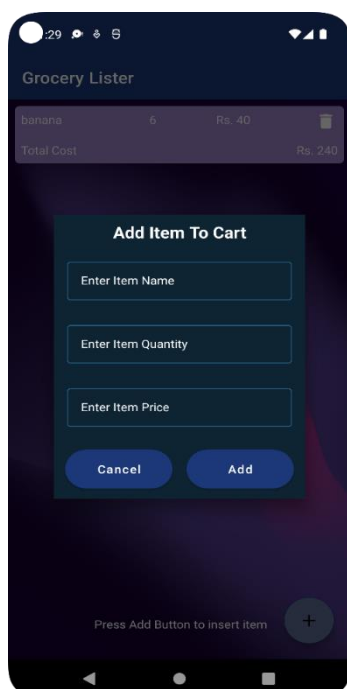 :29
Grocery Lister
banana 6 Rs. 40
Total Cost Rs. 240
Add Item To Cart
Enter Item Name
Enter Item Quantity
Enter Item Price
Cancel Add
Press Add Button to insert item
+